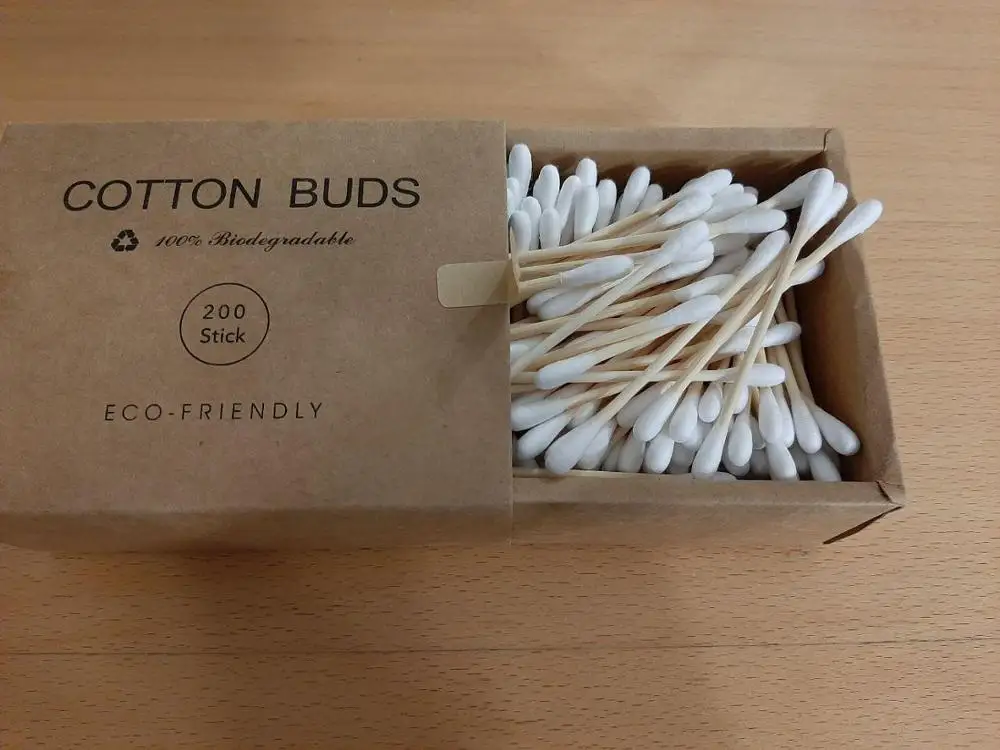 COTTON BUDS
100% Biodegradable
200
Stick
ECO-FRIENDLY